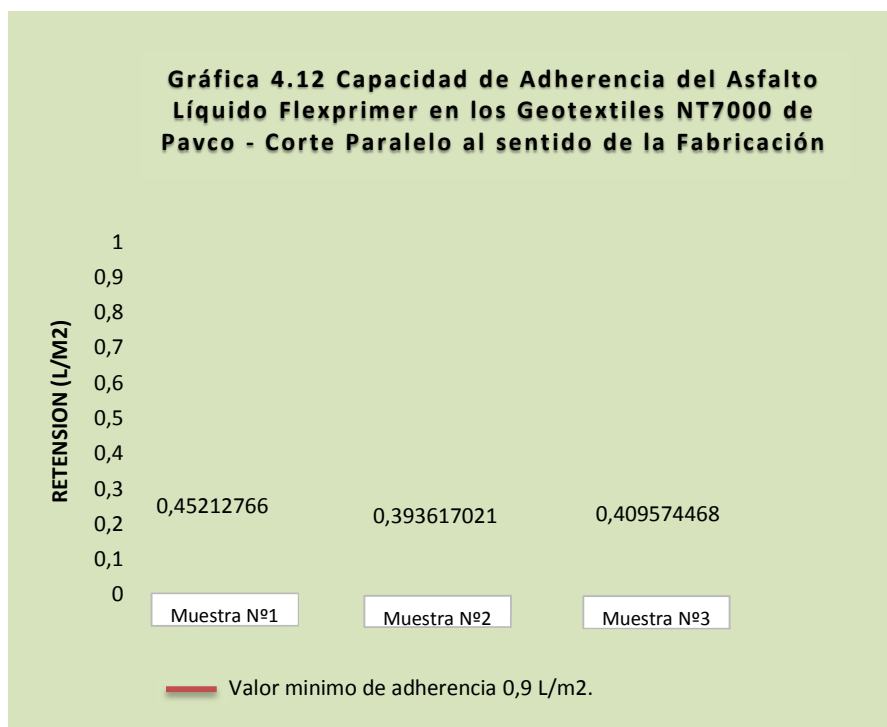 Gráfica 4.12 Capacidad de Adherencia del Asfalto
Líquido Flexprimer en los Geotextiles NT7000 de
Pavco - Corte Paralelo al sentido de la Fabricación
RETENSION (L/M2)
1
0,9
0,8
0,7
0,6
0,5
0,4
0,3
0,2
0,1
0
0,45212766
0,393617021
0,409574468
Muestra Nº1
Muestra Nº2
Muestra Nº3
Valor minimo de adherencia 0,9 L/m2.